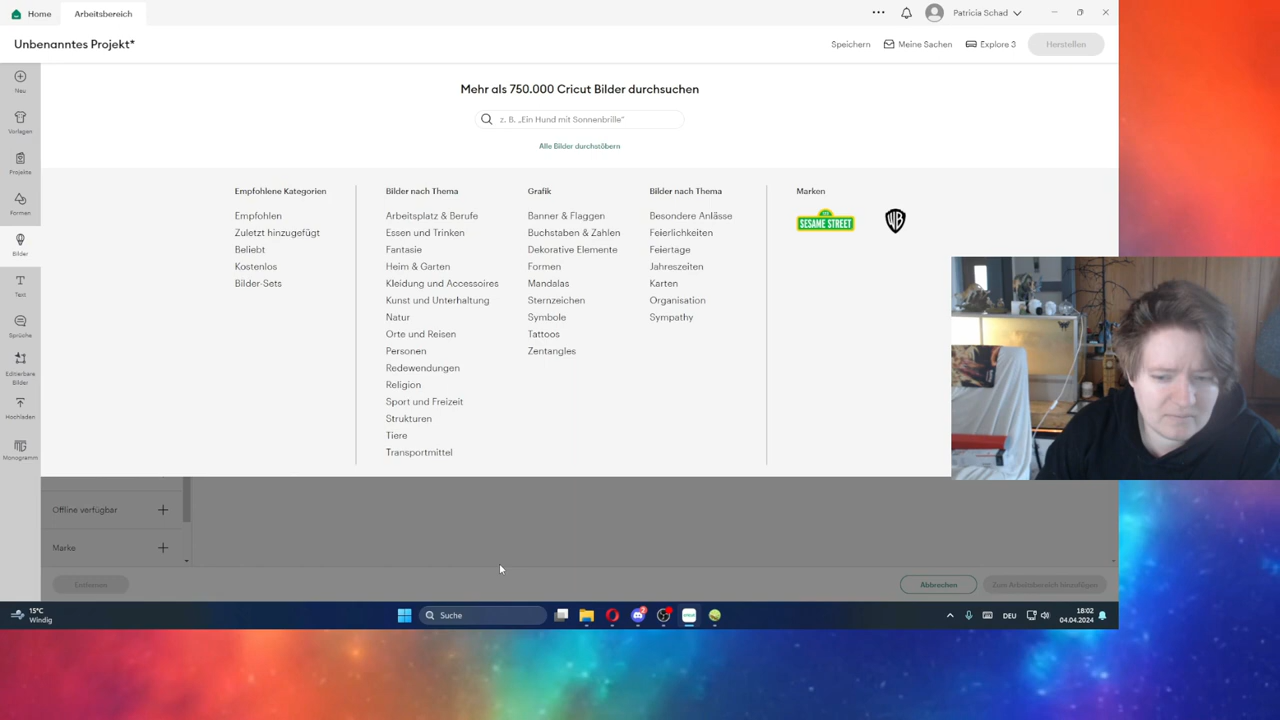 Home
Arbeitsbereich
Patricia Schad
Unbenanntes Projekt*
Speichern
Meine Sachen
Explore 3
Herstellen
Neu
Vorlagen
Projekte
Formen
Bilder
Text
Sprüche
Editierbare
Bilder
Hochladen
Monogramm
Mehr als 750.000 Cricut Bilder durchsuchen
z. B. „Ein Hund mit Sonnenbrille"
Alle Bilder durchstöbern
Empfohlene Kategorien
Empfohlen
Zuletzt hinzugefügt
Beliebt
Kostenlos
Bilder-Sets
Bilder nach Thema
Arbeitsplatz & Berufe
Essen und Trinken
Fantasie
Heim & Garten
Kleidung und Accessoires
Kunst und Unterhaltung
Natur
Orte und Reisen
Personen
Redewendungen
Religion
Sport und Freizeit
Strukturen
Tiere
Transportmittel
Grafik
Banner & Flaggen
Buchstaben & Zahlen
Dekorative Elemente
Formen
Mandalas
Sternzeichen
Symbole
Tattoos
Zentangles
Bilder nach Thema
Besondere Anlässe
Feierlichkeiten
Feiertage
Jahreszeiten
Karten
Organisation
Sympathy
Marken
SESAME STREET
WB
Offline verfügbar
Marke
Entfernen
Abbrechen
Zum Arbeitsbereich hinzufügen
15°C
Windig
Suche
DEU
18:02
04.04.2024